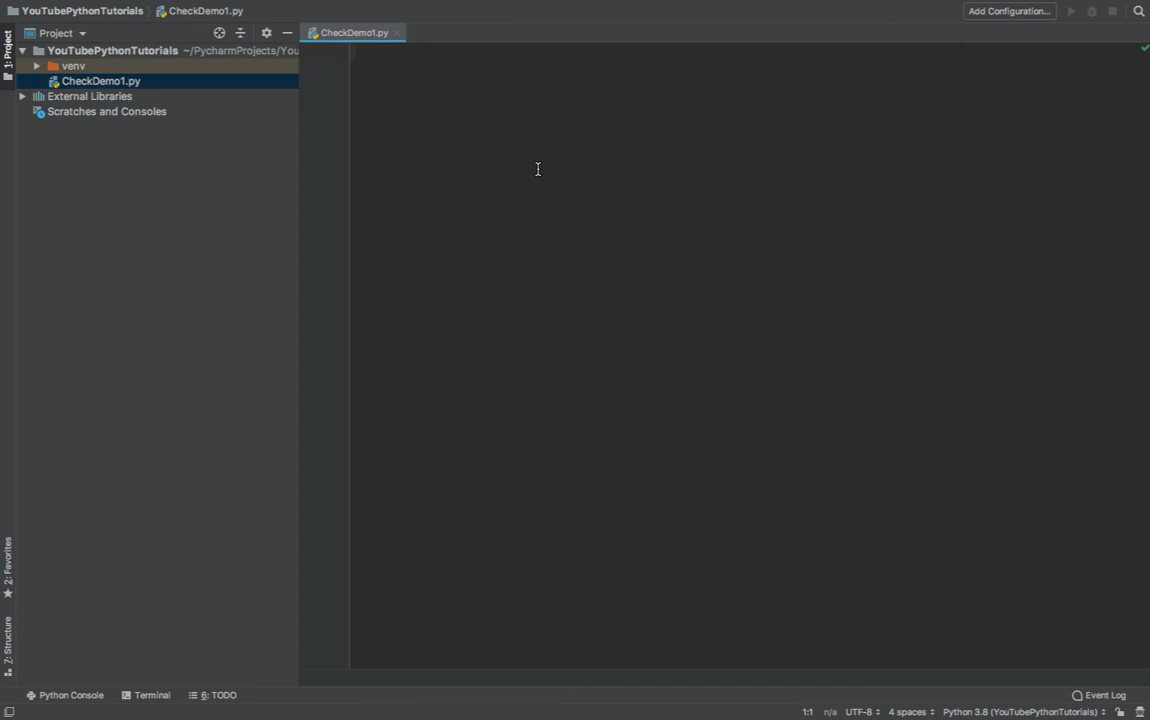 YouTubePythonTutorials CheckDemo1.py Add Configuration...
1: Project
Project
CheckDemo1.py
YouTubePythonTutorials ~/PycharmProjects/You
venv
CheckDemo1.py
External Libraries
Scratches and Consoles
2: Favorites
Z: Structure
Python Console Terminal 6: TODO Event Log
1:1 n/a UTF-8 4 spaces Python 3.8 (YouTubePythonTutorials)